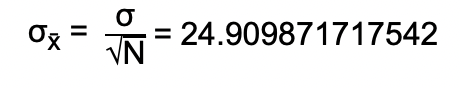 σx̄ = σ/√N = 24.909871717542